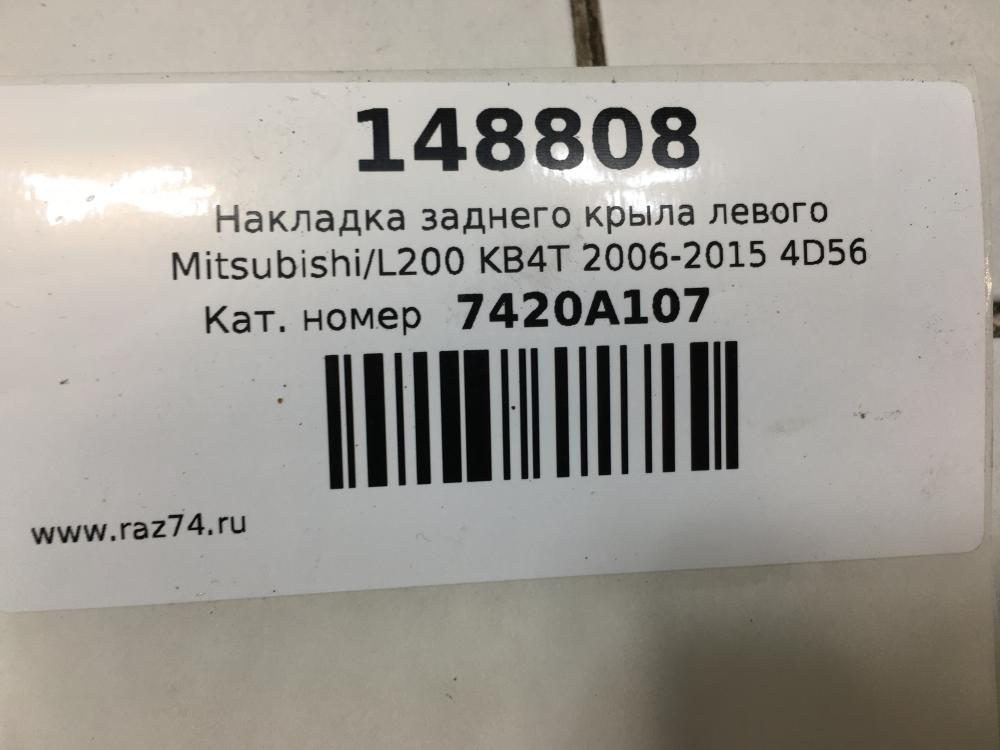 148808
Накладка заднего крыла левого
Mitsubishi/L200 KB4T 2006-2015 4D56
Кат. номер 7420A107
www.raz74.ru